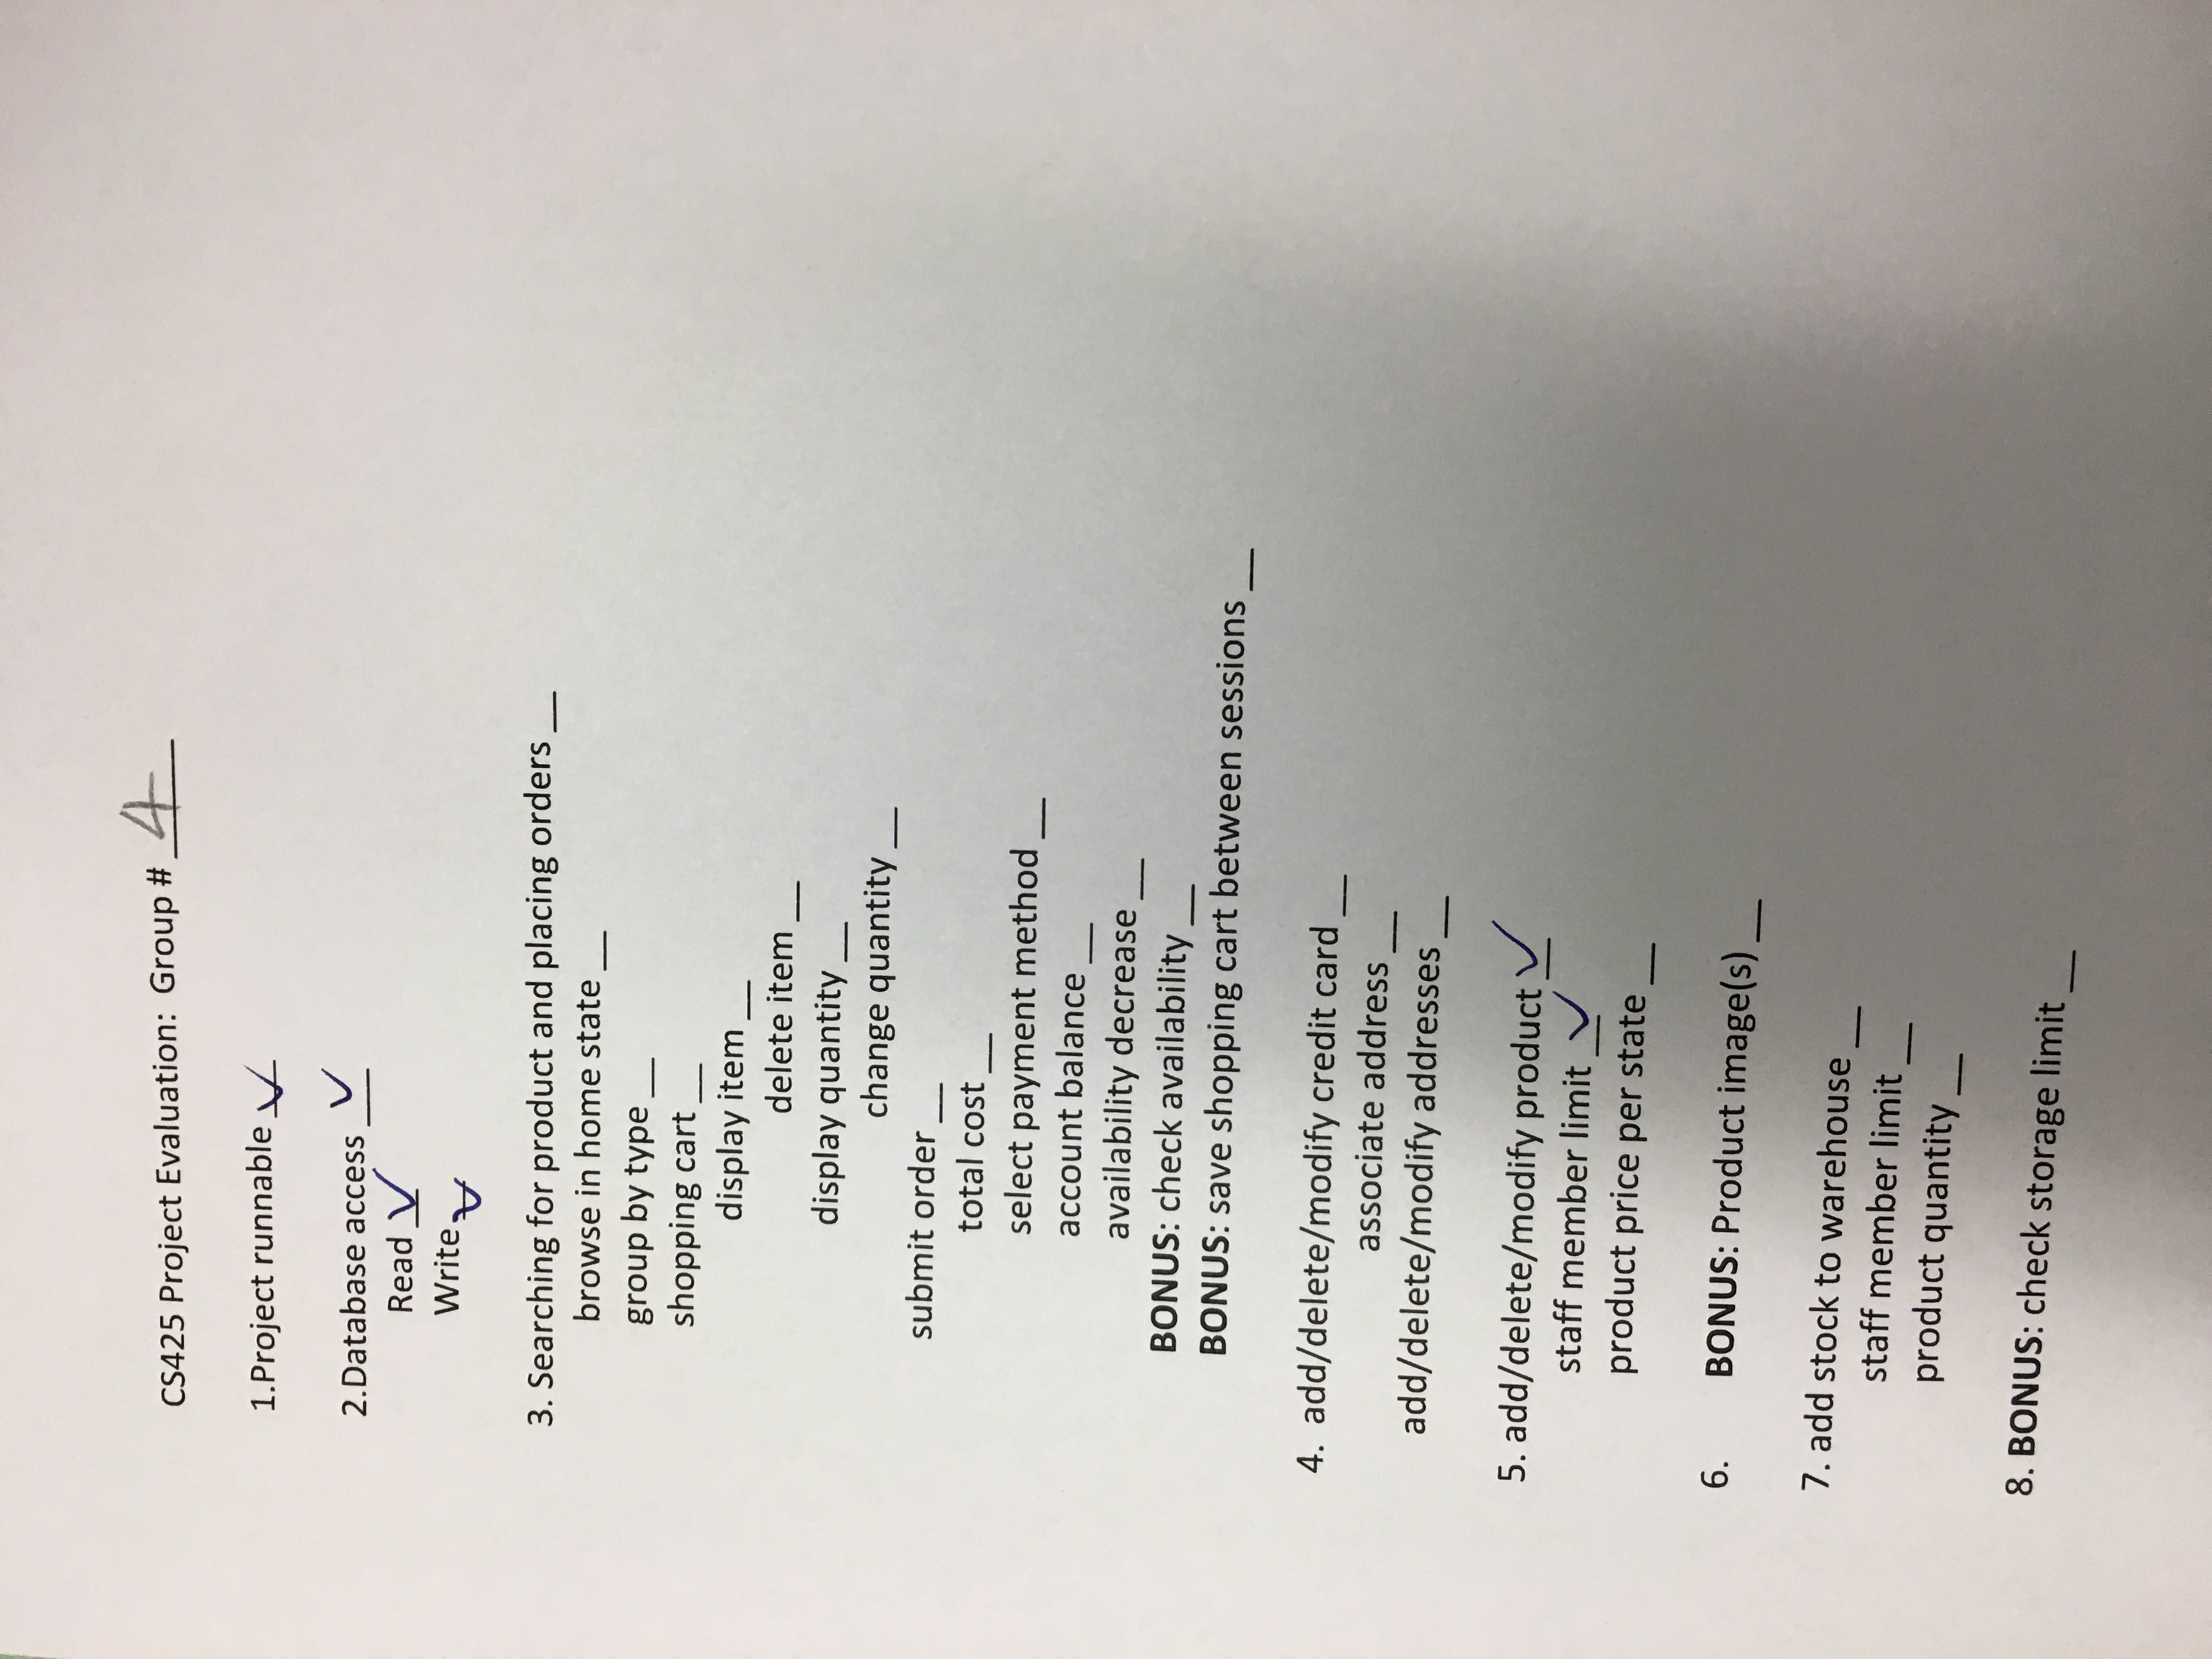 CS425 Project Evaluation: Group # 4
1.Project runnable ✓
2.Database access ✓
Read ✓
Write ✓
3. Searching for product and placing orders __
browse in home state __
group by type __
shopping cart __
display item __
delete item __
display quantity __
change quantity __
submit order __
total cost __
select payment method __
account balance __
availability decrease __
BONUS: check availability __
BONUS: save shopping cart between sessions __
4. add/delete/modify credit card __
associate address __
add/delete/modify addresses __
5. add/delete/modify product ✓
staff member limit ✓
product price per state __
6. BONUS: Product image(s) __
7. add stock to warehouse __
staff member limit __
product quantity __
8. BONUS: check storage limit __